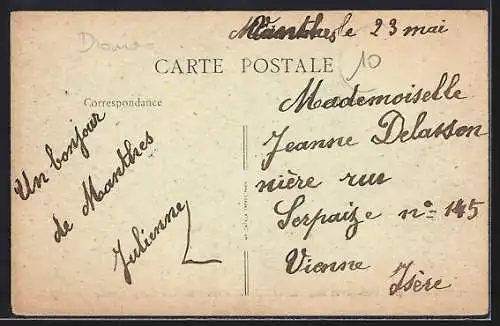 Drome
Manthes, le 23 mai
10
CARTE POSTALE
Correspondance
Un bonjour
de Manthes
Julienne
Mademoiselle
Jeanne Delasson
nière rue
Serpaize n° 145
Vienne
Isère